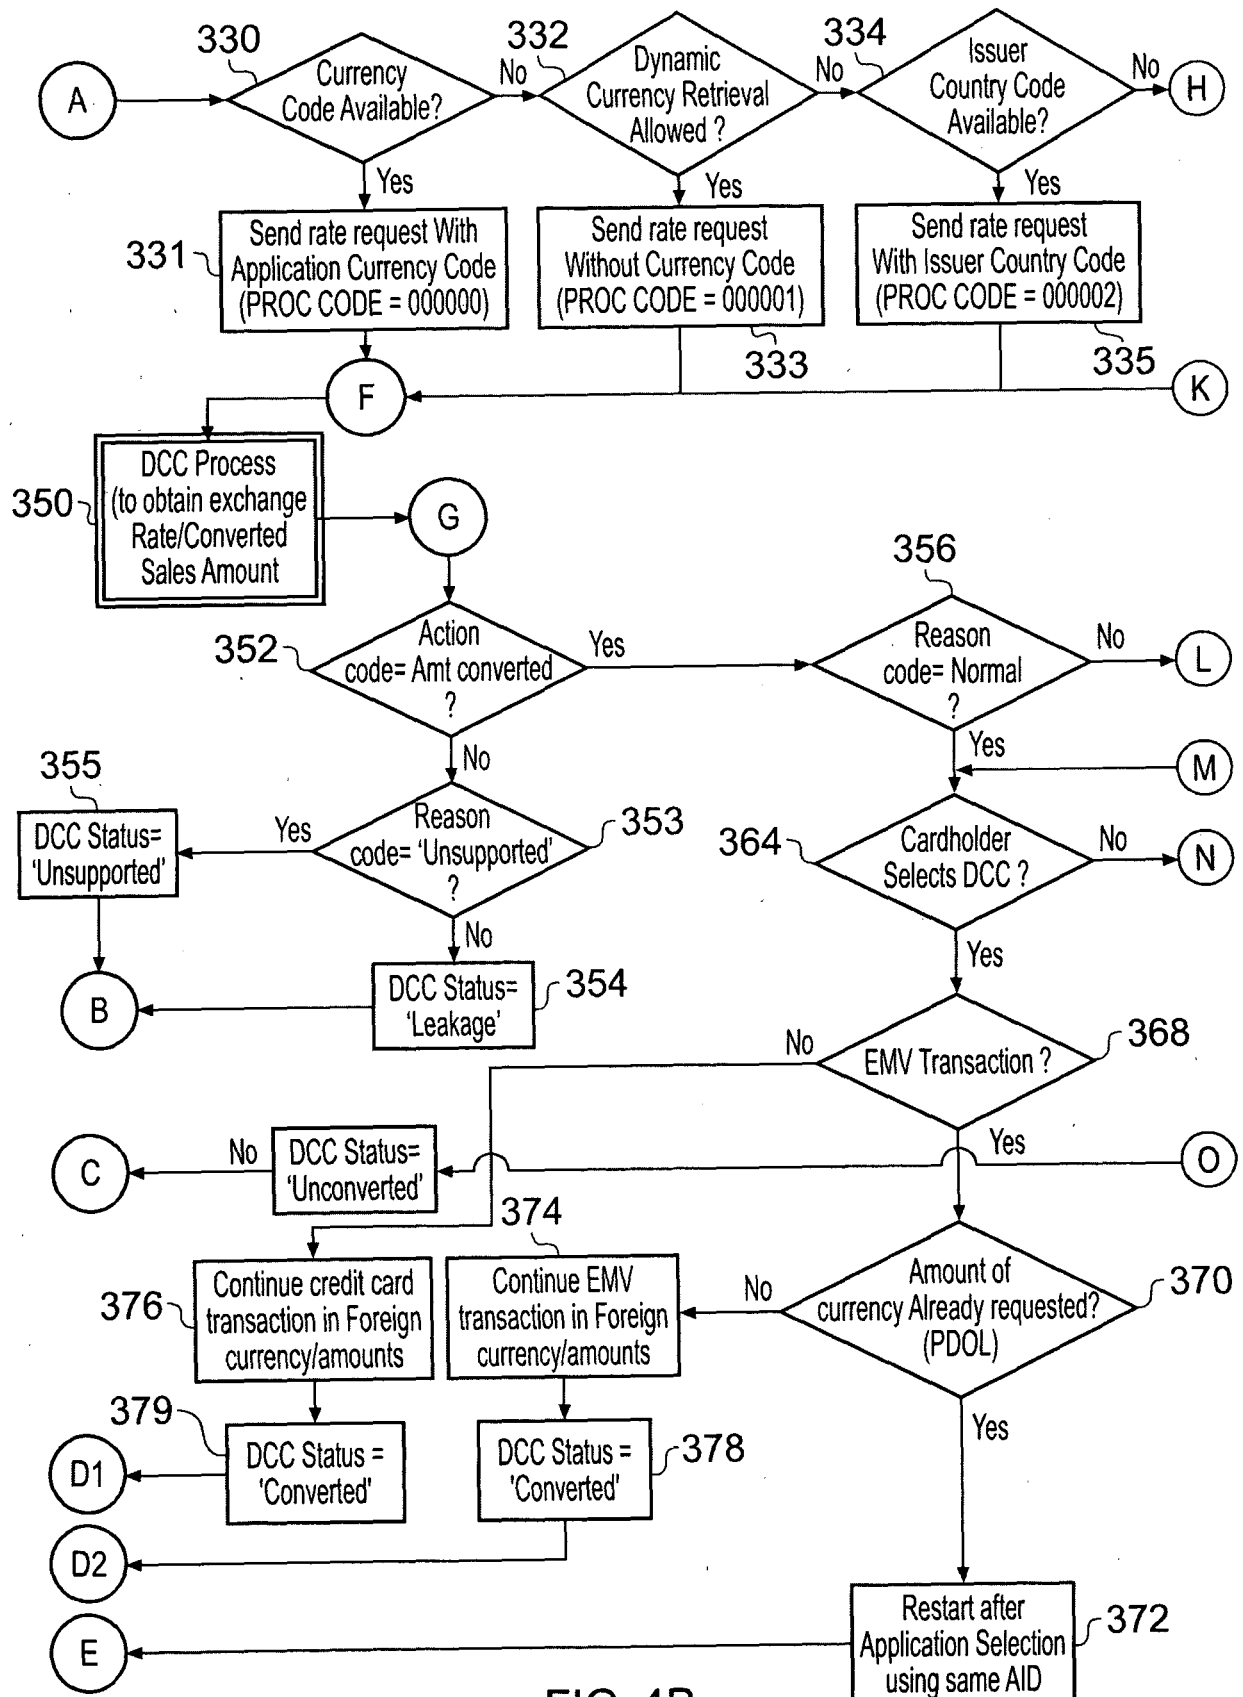 330
332
334
A
Currency
Code Available?
No
Dynamic
Currency Retrieval
Allowed ?
No
Issuer
Country Code
Available?
No
H
Yes
Yes
Yes
331
Send rate request With
Application Currency Code
(PROC CODE = 000000)
Send rate request
Without Currency Code
(PROC CODE = 000001)
Send rate request
With Issuer Country Code
(PROC CODE = 000002)
333
335
F
K
350
DCC Process
(to obtain exchange
Rate/Converted
Sales Amount
G
356
352
Action
code= Amt converted
?
Yes
Reason
code= Normal
?
No
L
No
Yes
M
355
DCC Status=
'Unsupported'
Yes
Reason
code= 'Unsupported'
?
353
364
Cardholder
Selects DCC ?
No
N
No
Yes
B
DCC Status=
'Leakage'
354
No
EMV Transaction ?
368
C
No
DCC Status=
'Unconverted'
Yes
O
374
376
Continue credit card
transaction in Foreign
currency/amounts
Continue EMV
transaction in Foreign
currency/amounts
No
Amount of
currency Already requested?
(PDOL)
370
379
Yes
D1
DCC Status =
'Converted'
DCC Status =
'Converted'
378
D2
E
Restart after
Application Selection
using same AID
372
FIG. 4B